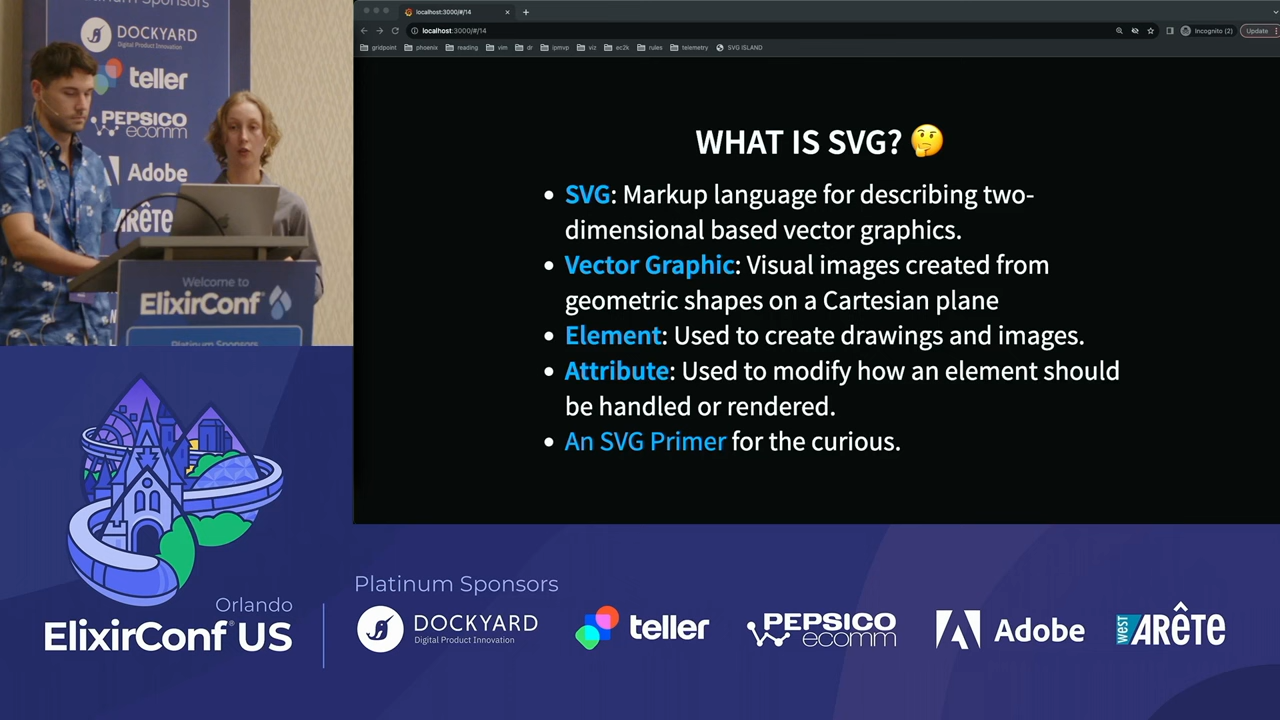 Platinum Sponsors
DOCKYARD
Digital Product Innovation
teller
PEPSICO
ecomm
Adobe
ARÊTE
Welcome to
ElixirConf
Platinum Sponsors
localhost:3000/#/14
localhost:3000/#/14
Incognito (2)
Update
gridpoint
phoenix
reading
vim
dr
ipmvp
viz
ec2k
rules
telemetry
SVG ISLAND
WHAT IS SVG? 🤔
• SVG: Markup language for describing two-
dimensional based vector graphics.
• Vector Graphic: Visual images created from
geometric shapes on a Cartesian plane
• Element: Used to create drawings and images.
• Attribute: Used to modify how an element should
be handled or rendered.
• An SVG Primer for the curious.
Orlando
ElixirConf® US
Platinum Sponsors
DOCKYARD
Digital Product Innovation
teller
PEPSICO
ecomm
Adobe
west ARÊTE